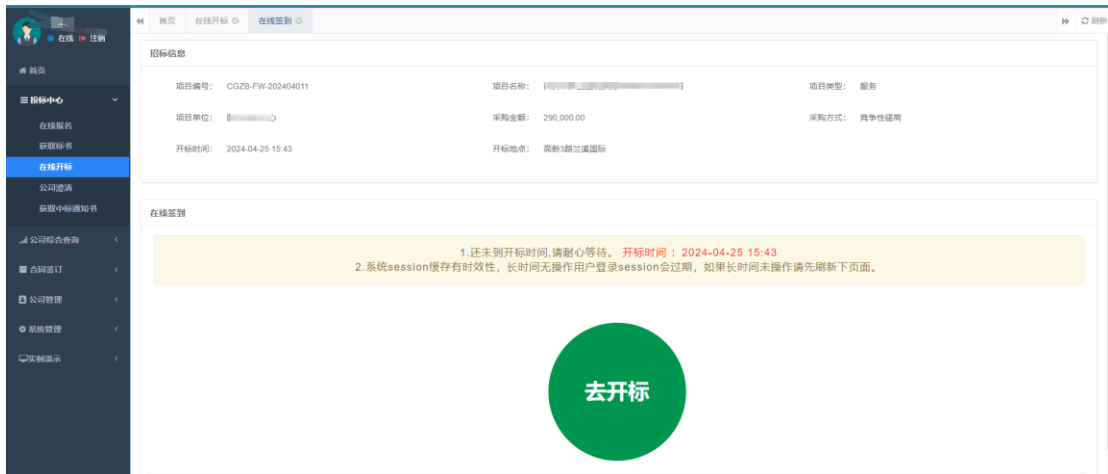 首页 在线开标 在线签到 刷新
在线 注销
招标信息
首页
项目编号： CGZB-FW-202404011 项目名称： 项目类型： 服务
投标中心
项目单位： 采购金额： 290,000.00 采购方式： 竞争性磋商
在线报名
获取标书
开标时间： 2024-04-25 15:43 开标地点： 高新3路兰溪国际
在线开标
公司澄清
获取中标通知书
在线签到
公司综合查询
1.还未到开标时间,请耐心等待。 开标时间 ：2024-04-25 15:43
2.系统session缓存有时效性，长时间无操作用户登录session会过期，如果长时间未操作请先刷新下页面。
合同签订
公司管理
系统管理
实例演示
去开标